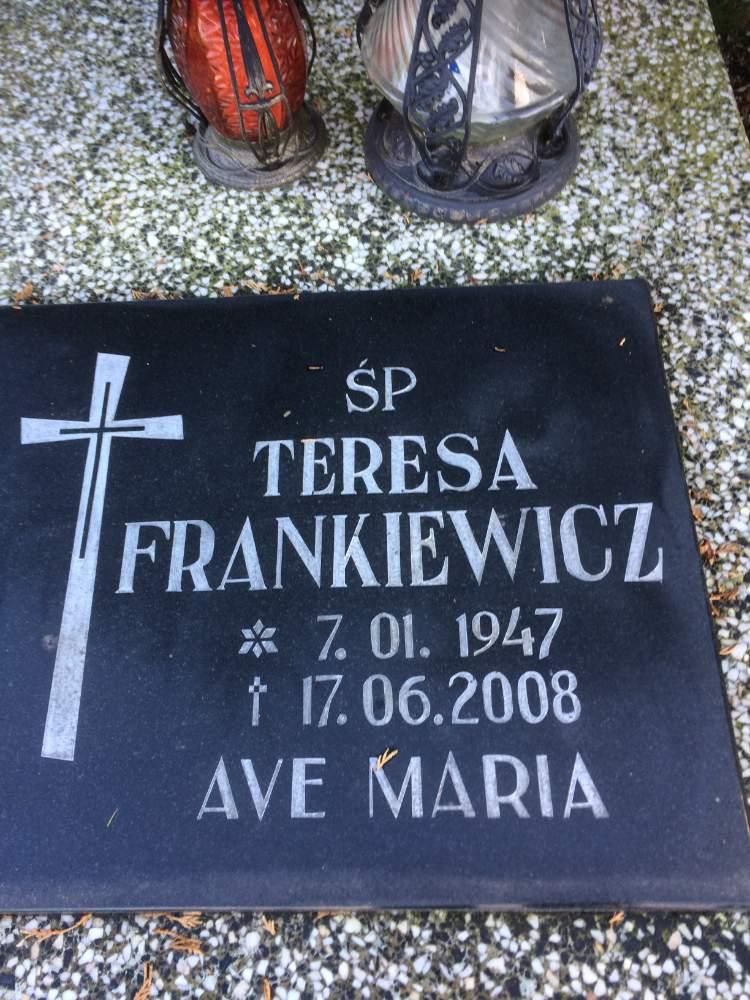 ŚP
TERESA
FRANKIEWICZ
* 7. 01. 1947
† 17.06.2008
AVE MARIA